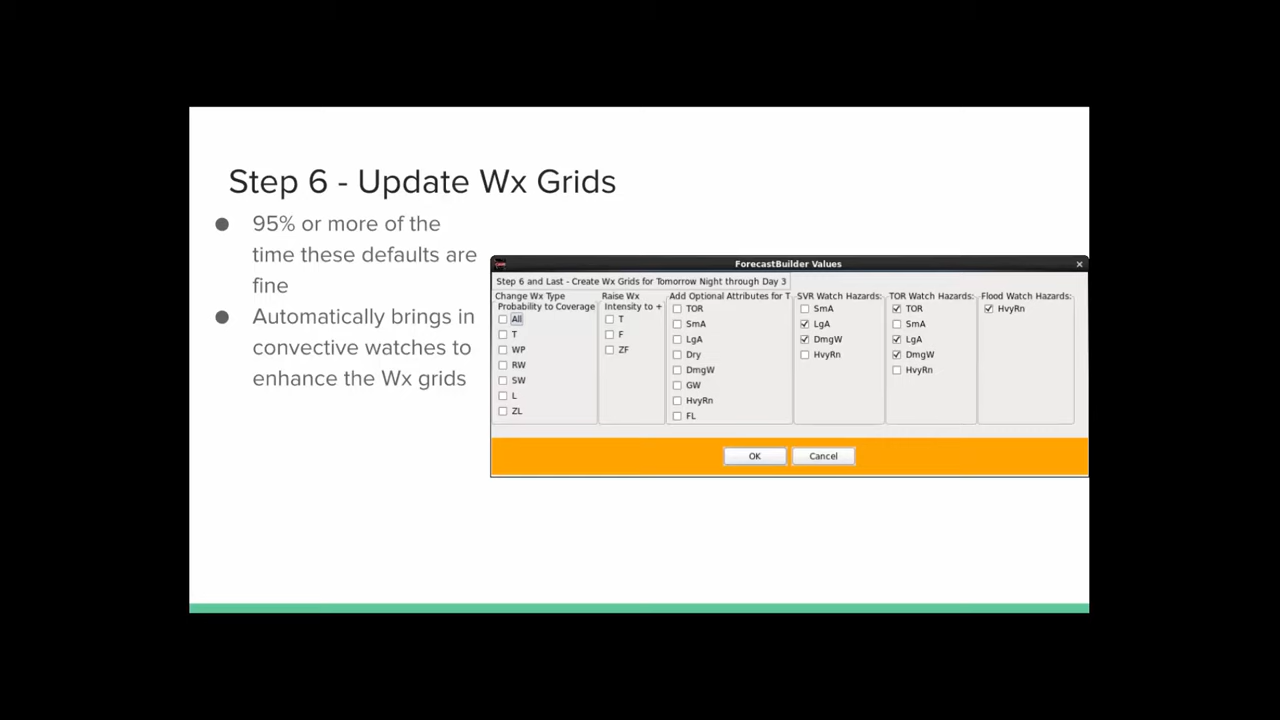 Step 6 - Update Wx Grids
● 95% or more of the
time these defaults are
fine
● Automatically brings in
convective watches to
enhance the Wx grids
ForecastBuilder Values
Step 6 and Last - Create Wx Grids for Tomorrow Night through Day 3
Change Wx Type
Probability to Coverage
All
T
WP
RW
SW
L
ZL
Raise Wx
Intensity to +
T
F
ZF
Add Optional Attributes for T
TOR
SmA
LgA
Dry
DmgW
GW
HvyRn
FL
SVR Watch Hazards:
SmA
LgA
DmgW
HvyRn
TOR Watch Hazards:
TOR
SmA
LgA
DmgW
HvyRn
Flood Watch Hazards:
HvyRn
OK
Cancel